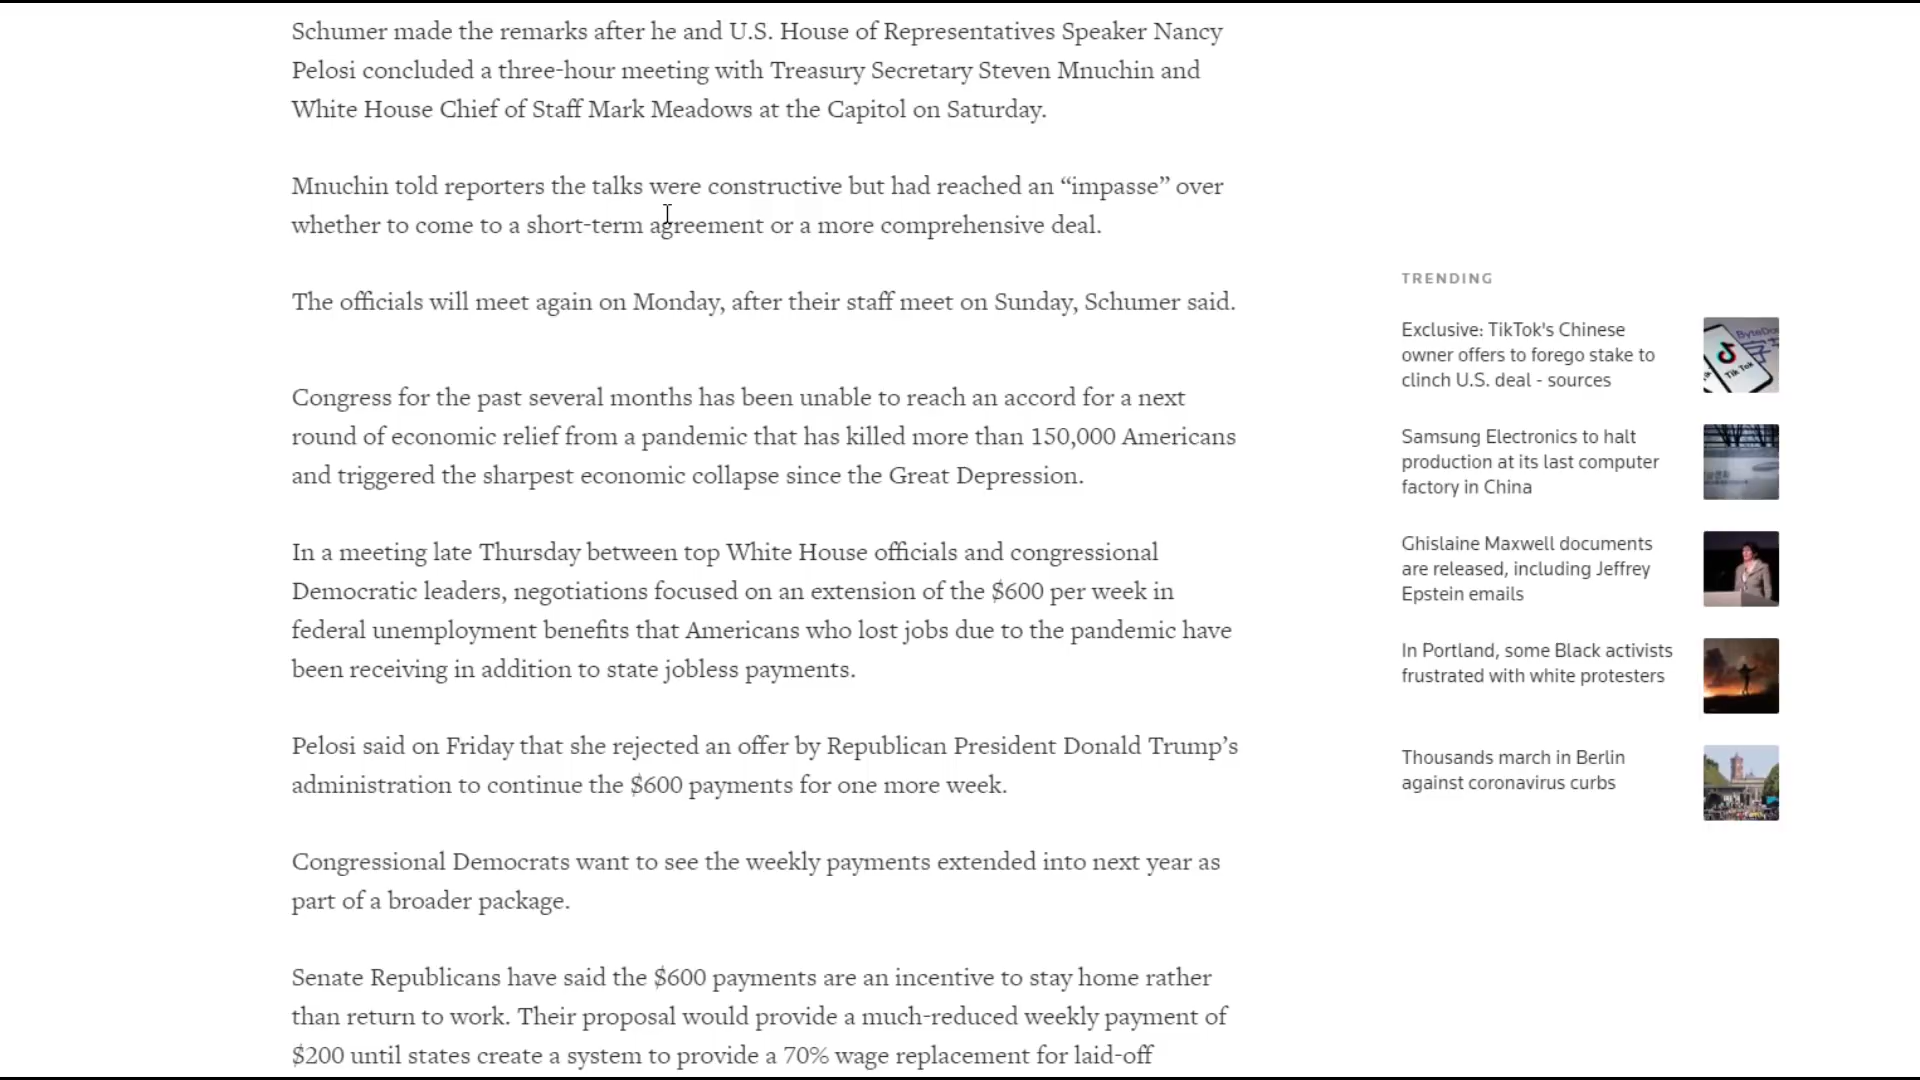 Schumer made the remarks after he and U.S. House of Representatives Speaker Nancy
Pelosi concluded a three-hour meeting with Treasury Secretary Steven Mnuchin and
White House Chief of Staff Mark Meadows at the Capitol on Saturday.
Mnuchin told reporters the talks were constructive but had reached an “impasse” over
whether to come to a short-term agreement or a more comprehensive deal.
The officials will meet again on Monday, after their staff meet on Sunday, Schumer said.
Congress for the past several months has been unable to reach an accord for a next
round of economic relief from a pandemic that has killed more than 150,000 Americans
and triggered the sharpest economic collapse since the Great Depression.
In a meeting late Thursday between top White House officials and congressional
Democratic leaders, negotiations focused on an extension of the $600 per week in
federal unemployment benefits that Americans who lost jobs due to the pandemic have
been receiving in addition to state jobless payments.
Pelosi said on Friday that she rejected an offer by Republican President Donald Trump’s
administration to continue the $600 payments for one more week.
Congressional Democrats want to see the weekly payments extended into next year as
part of a broader package.
Senate Republicans have said the $600 payments are an incentive to stay home rather
than return to work. Their proposal would provide a much-reduced weekly payment of
$200 until states create a system to provide a 70% wage replacement for laid-off
TRENDING
Exclusive: TikTok's Chinese
owner offers to forego stake to
clinch U.S. deal - sources
ByteDa
Tik Tok
Samsung Electronics to halt
production at its last computer
factory in China
Ghislaine Maxwell documents
are released, including Jeffrey
Epstein emails
In Portland, some Black activists
frustrated with white protesters
Thousands march in Berlin
against coronavirus curbs